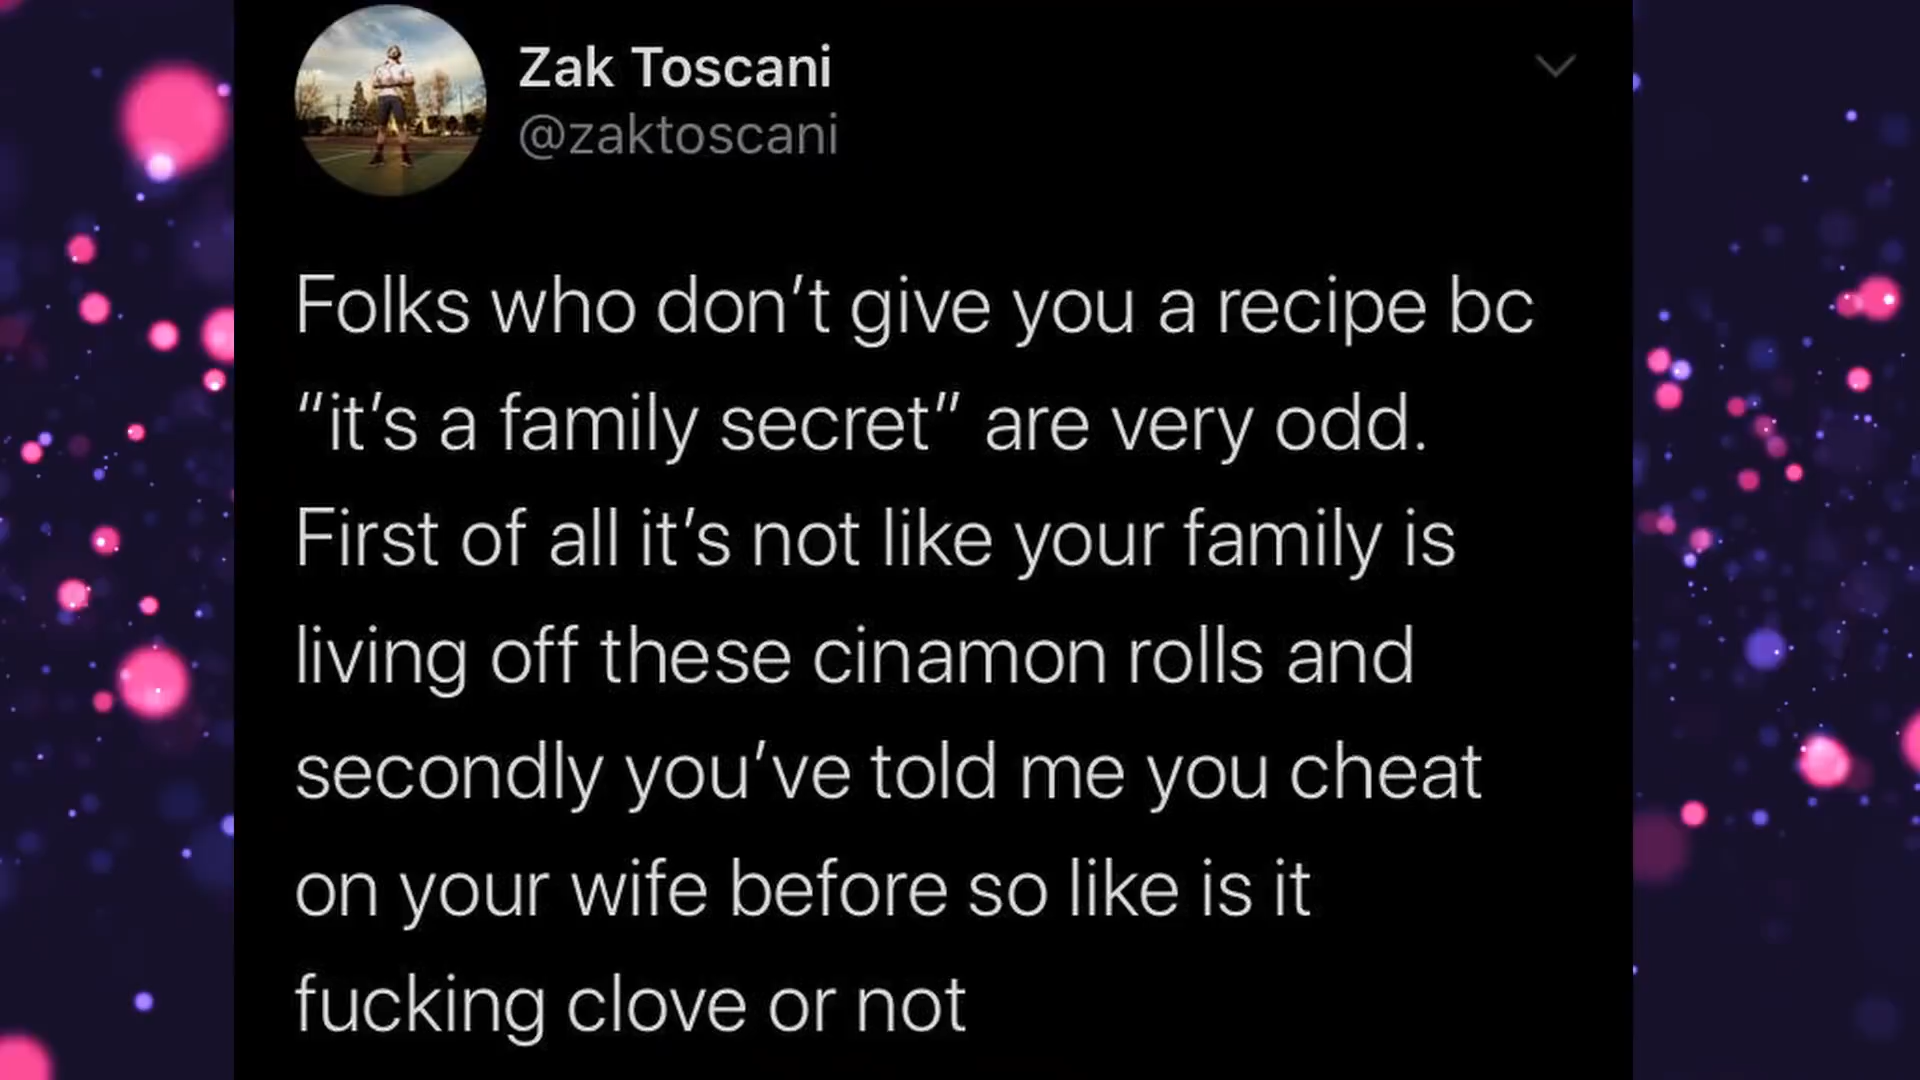 Zak Toscani
@zaktoscani
Folks who don’t give you a recipe bc
“it’s a family secret” are very odd.
First of all it’s not like your family is
living off these cinamon rolls and
secondly you’ve told me you cheat
on your wife before so like is it
fucking clove or not